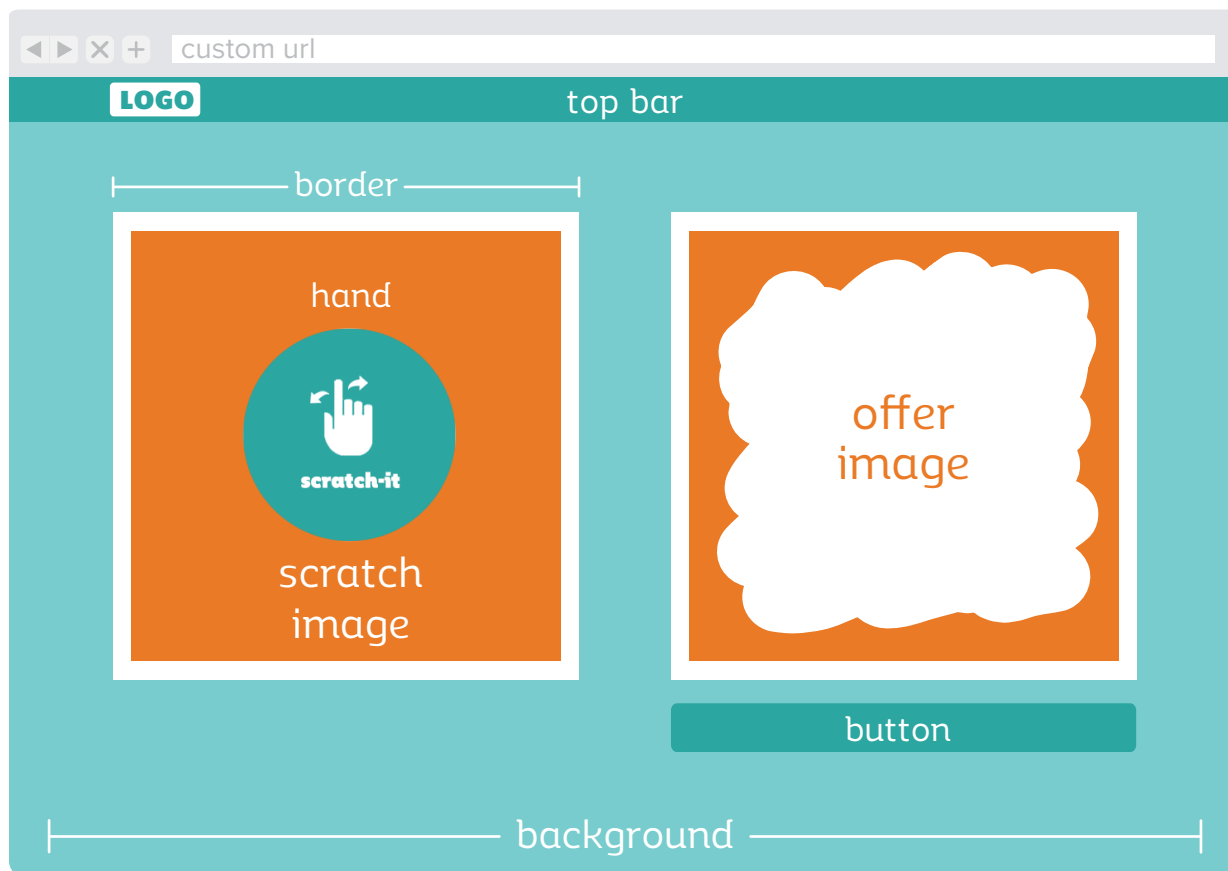 custom url
LOGO
top bar
border
hand
scratch-it
scratch
image
offer
image
button
background